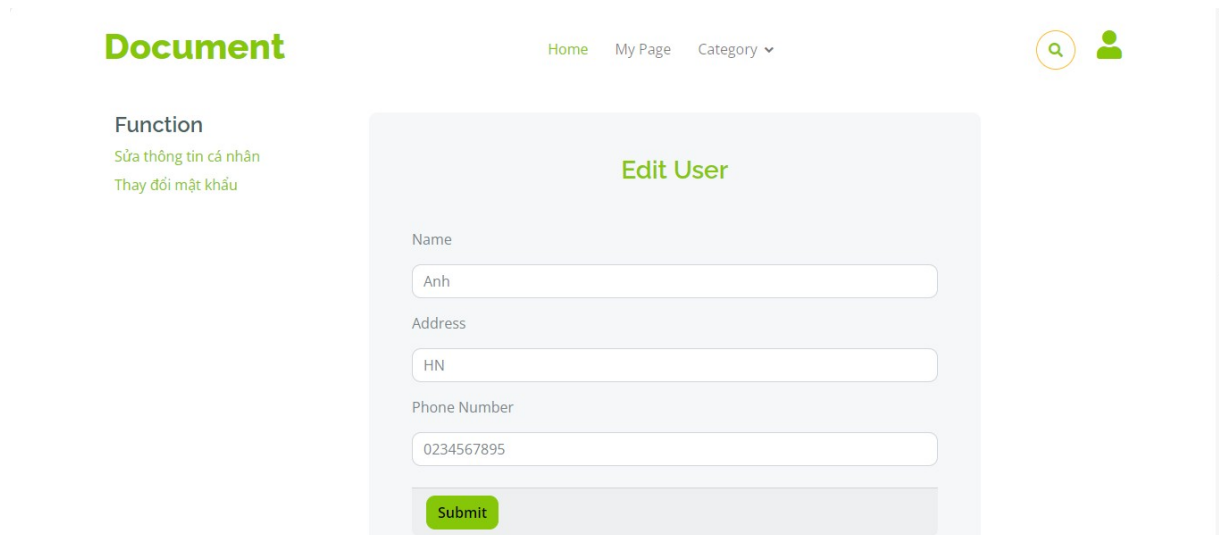 Document
Home My Page Category
Function
Sửa thông tin cá nhân
Thay đổi mật khẩu
Edit User
Name
Anh
Address
HN
Phone Number
0234567895
Submit